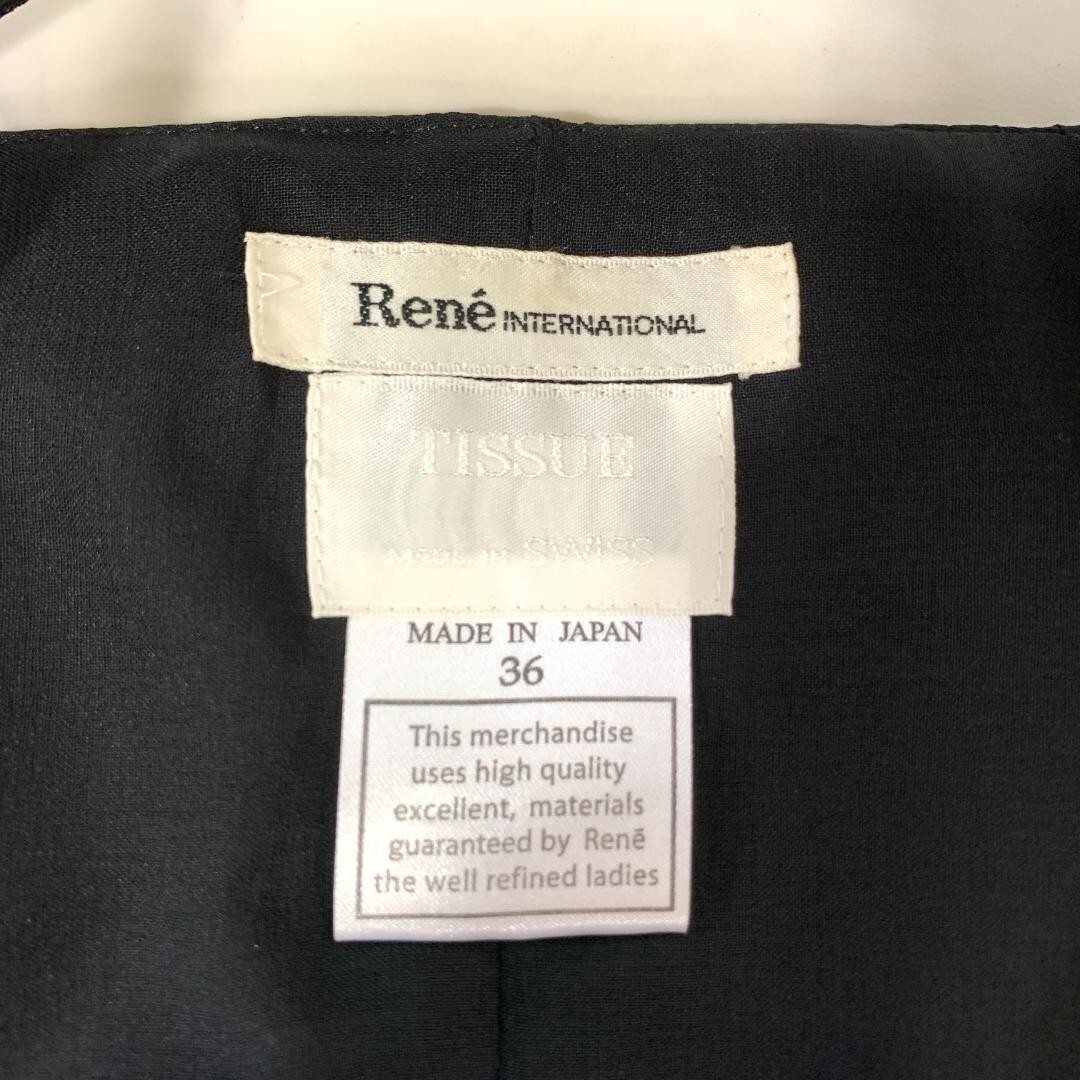 René INTERNATIONAL
TISSUE
MADE IN SWISS
MADE IN JAPAN
36
This merchandise
uses high quality
excellent, materials
guaranteed by Renē
the well refined ladies